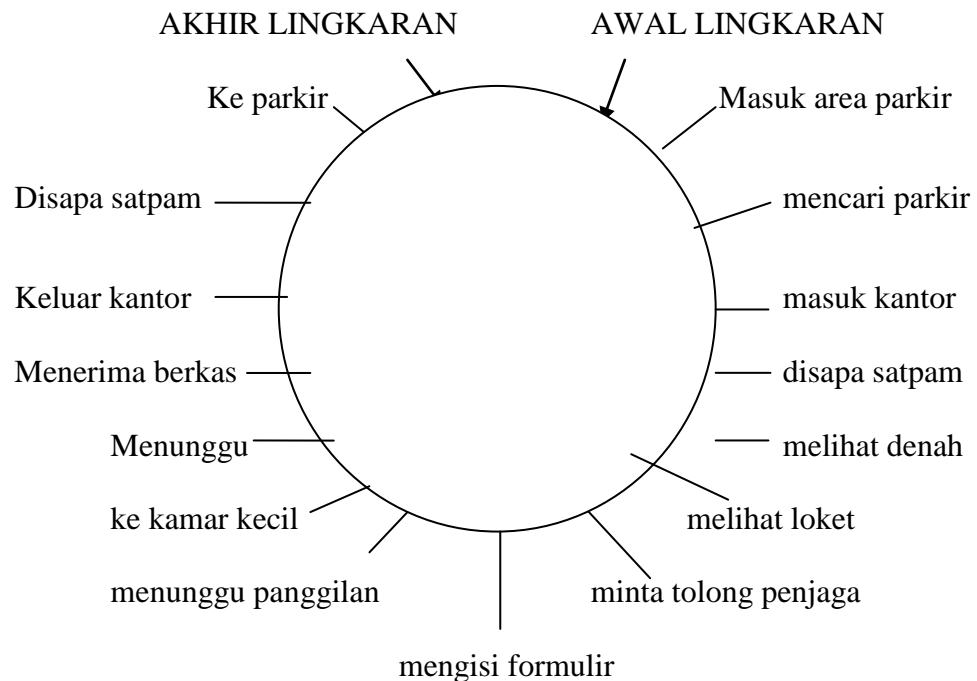 AKHIR LINGKARAN AWAL LINGKARAN
Ke parkir Masuk area parkir
Disapa satpam mencari parkir
Keluar kantor masuk kantor
Menerima berkas disapa satpam
Menunggu melihat denah
ke kamar kecil melihat loket
menunggu panggilan minta tolong penjaga
mengisi formulir